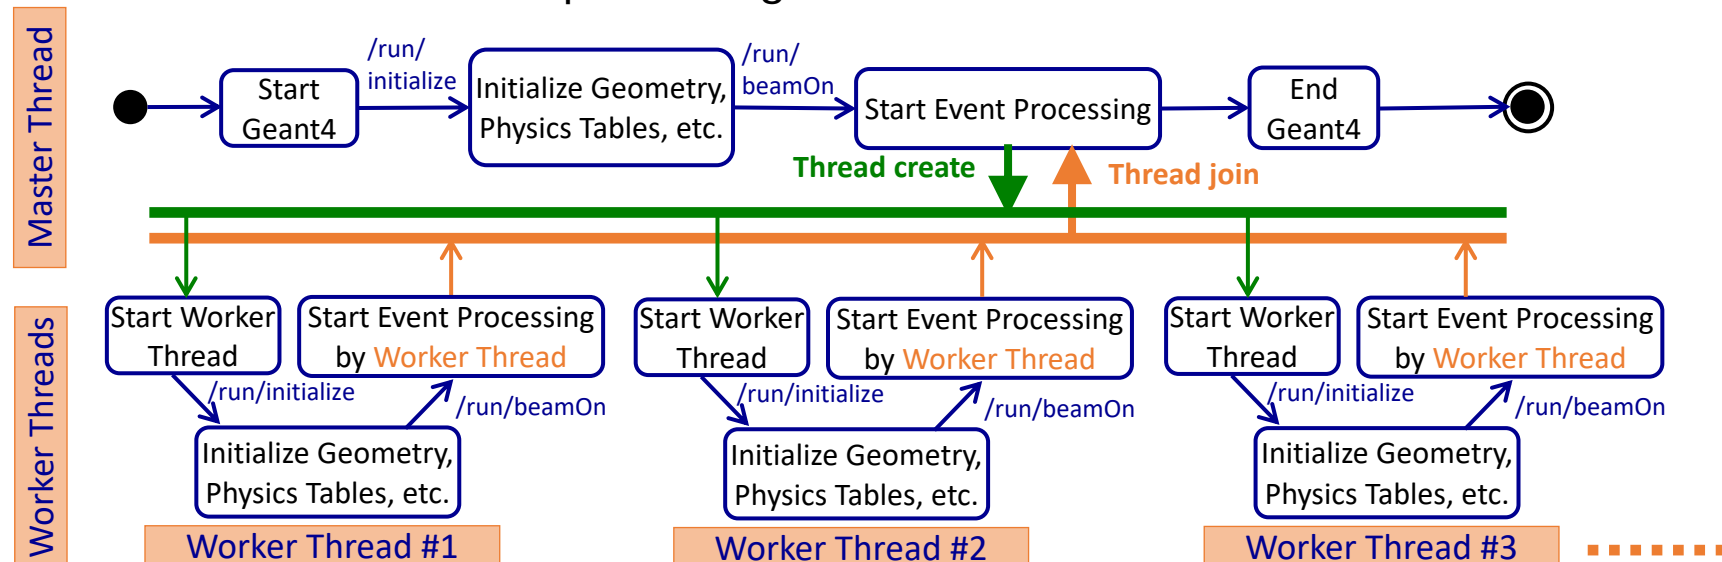 Master Thread
/run/
initialize
/run/
beamOn
Start
Geant4
Initialize Geometry,
Physics Tables, etc.
Start Event Processing
End
Geant4
Thread create
Thread join
Worker Threads
Start Worker
Thread
Start Event Processing
by Worker Thread
/run/initialize
/run/beamOn
Initialize Geometry,
Physics Tables, etc.
Worker Thread #1
Start Worker
Thread
Start Event Processing
by Worker Thread
/run/initialize
/run/beamOn
Initialize Geometry,
Physics Tables, etc.
Worker Thread #2
Start Worker
Thread
Start Event Processing
by Worker Thread
/run/initialize
/run/beamOn
Initialize Geometry,
Physics Tables, etc.
Worker Thread #3